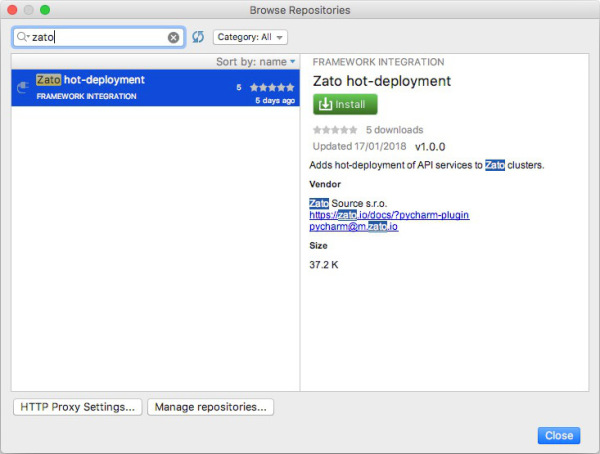 Browse Repositories
zato
Category: All
Sort by: name
Zato hot-deployment
FRAMEWORK INTEGRATION
5
5 days ago
FRAMEWORK INTEGRATION
Zato hot-deployment
Install
5 downloads
Updated 17/01/2018 v1.0.0
Adds hot-deployment of API services to Zato clusters.
Vendor
Zato Source s.r.o.
https://zato.io/docs/?pycharm-plugin
pycharm@m.zato.io
Size
37.2 K
HTTP Proxy Settings...
Manage repositories...
Close